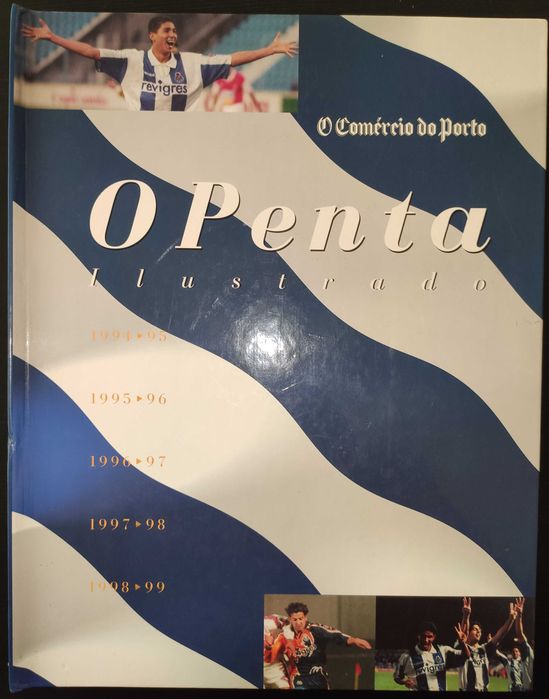 revigrés
O Comércio do Porto
O Penta
Ilustrado
1994▸95
1995▸96
1996▸97
1997▸98
1998▸99
revigrés